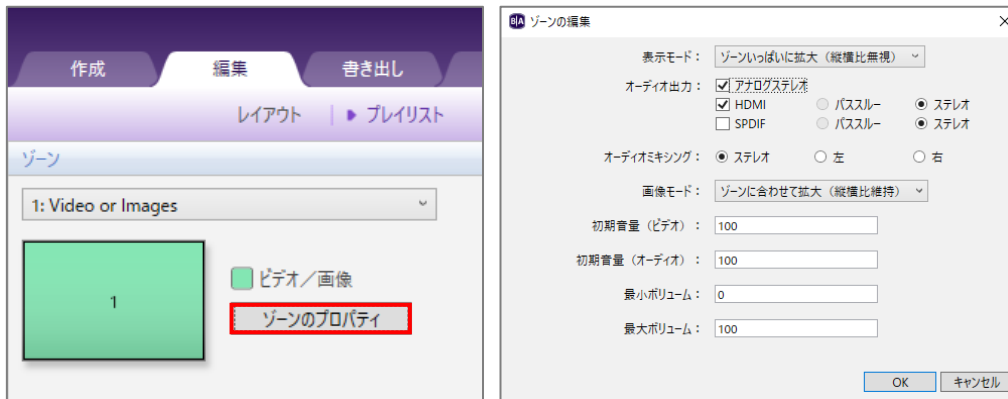 作成 編集 書き出し
レイアウト プレイリスト
ゾーン
1: Video or Images
1
ビデオ／画像
ゾーンのプロパティ
B|A ゾーンの編集
表示モード： ゾーンいっぱいに拡大（縦横比無視）
オーディオ出力： アナログステレオ
HDMI パススルー ステレオ
SPDIF パススルー ステレオ
オーディオミキシング： ステレオ 左 右
画像モード： ゾーンに合わせて拡大（縦横比維持）
初期音量（ビデオ）： 100
初期音量（オーディオ）： 100
最小ボリューム： 0
最大ボリューム： 100
OK キャンセル